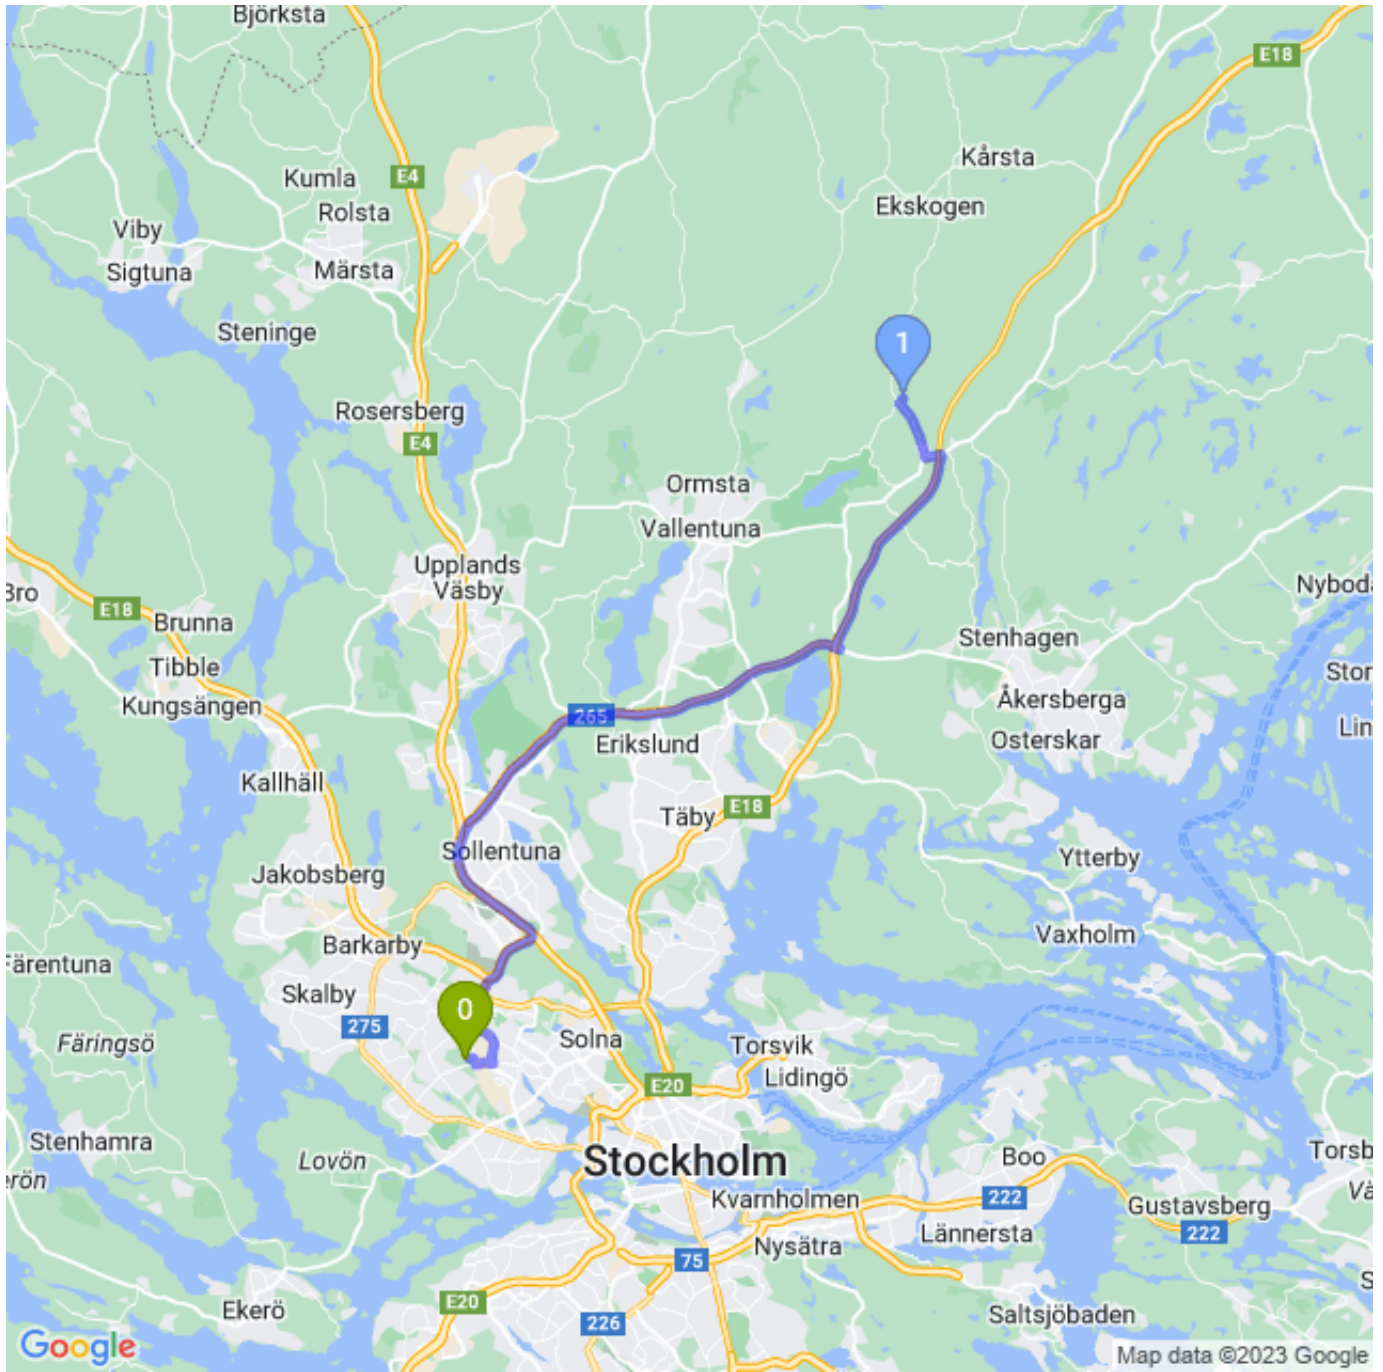 Björksta
E18
Kårsta
E4
Kumla
Ekskogen
Rolsta
Viby
Sigtuna
Märsta
Steninge
1
Rosersberg
E4
Ormsta
Vallentuna
Upplands
Väsby
Bro
Nyboda
E18
Brunna
Stenhagen
Tibble
Kungsängen
Åkersberga
265
Erikslund
Osterskar
Kallhäll
E18
Täby
Sollentuna
Ytterby
Jakobsberg
Vaxholm
Barkarby
Färentuna
Skalby
0
275
Solna
Färingsö
Torsvik
Lidingö
E20
Stenhamra
Lovön
Stockholm
Boo
Kvarnholmen
222
Gustavsberg
222
Lännersta
Nysätra
75
Ekerö
E20
226
Saltsjöbaden
Google
Map data ©2023 Google